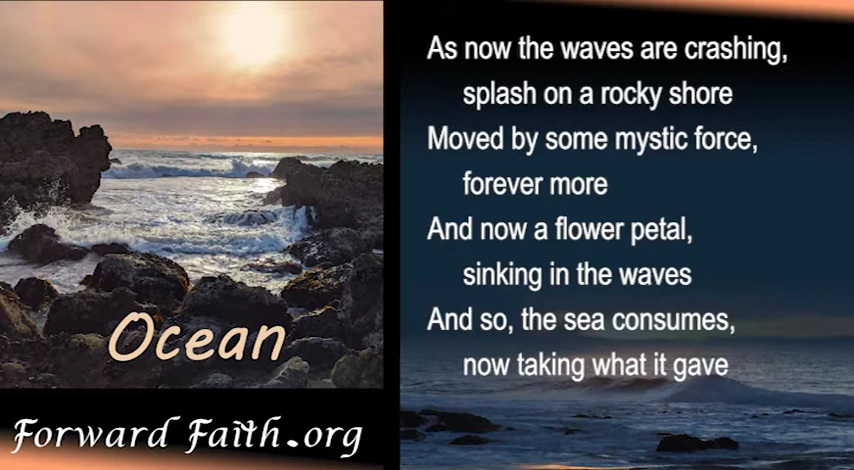 Ocean
Forward Faith.org
As now the waves are crashing,
splash on a rocky shore
Moved by some mystic force,
forever more
And now a flower petal,
sinking in the waves
And so, the sea consumes,
now taking what it gave